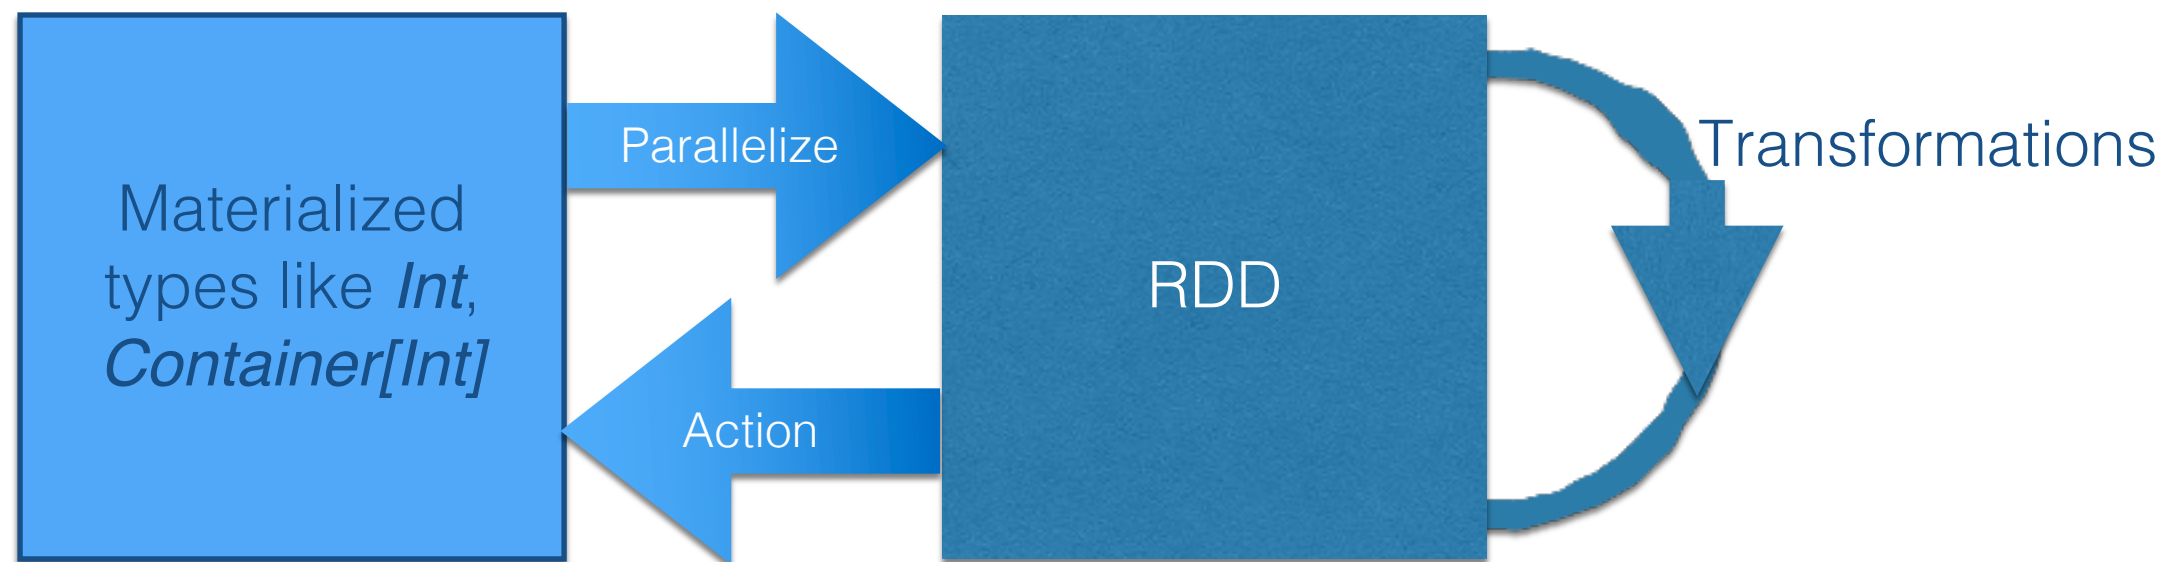 Materialized
types like Int,
Container[Int]
Parallelize
Action
RDD
Transformations